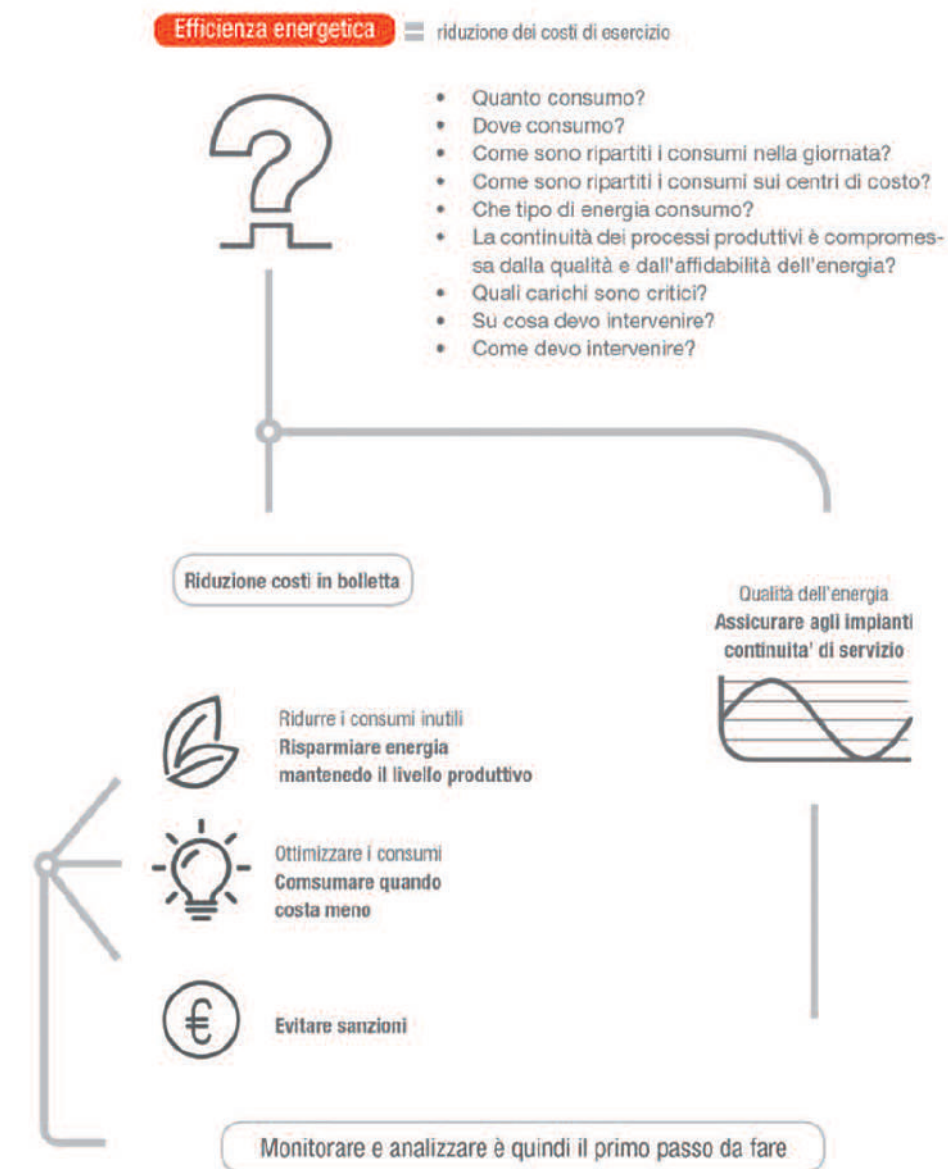 Efficienza energetica = riduzione dei costi di esercizio
• Quanto consumo?
• Dove consumo?
• Come sono ripartiti i consumi nella giornata?
• Come sono ripartiti i consumi sui centri di costo?
• Che tipo di energia consumo?
• La continuità dei processi produttivi è compromes-
sa dalla qualità e dall'affidabilità dell'energia?
• Quali carichi sono critici?
• Su cosa devo intervenire?
• Come devo intervenire?
Riduzione costi in bolletta
Qualità dell'energia
Assicurare agli impianti
continuita' di servizio
Ridurre i consumi inutili
Risparmiare energia
mantenedo il livello produttivo
Ottimizzare i consumi
Comsumare quando
costa meno
€
Evitare sanzioni
Monitorare e analizzare è quindi il primo passo da fare